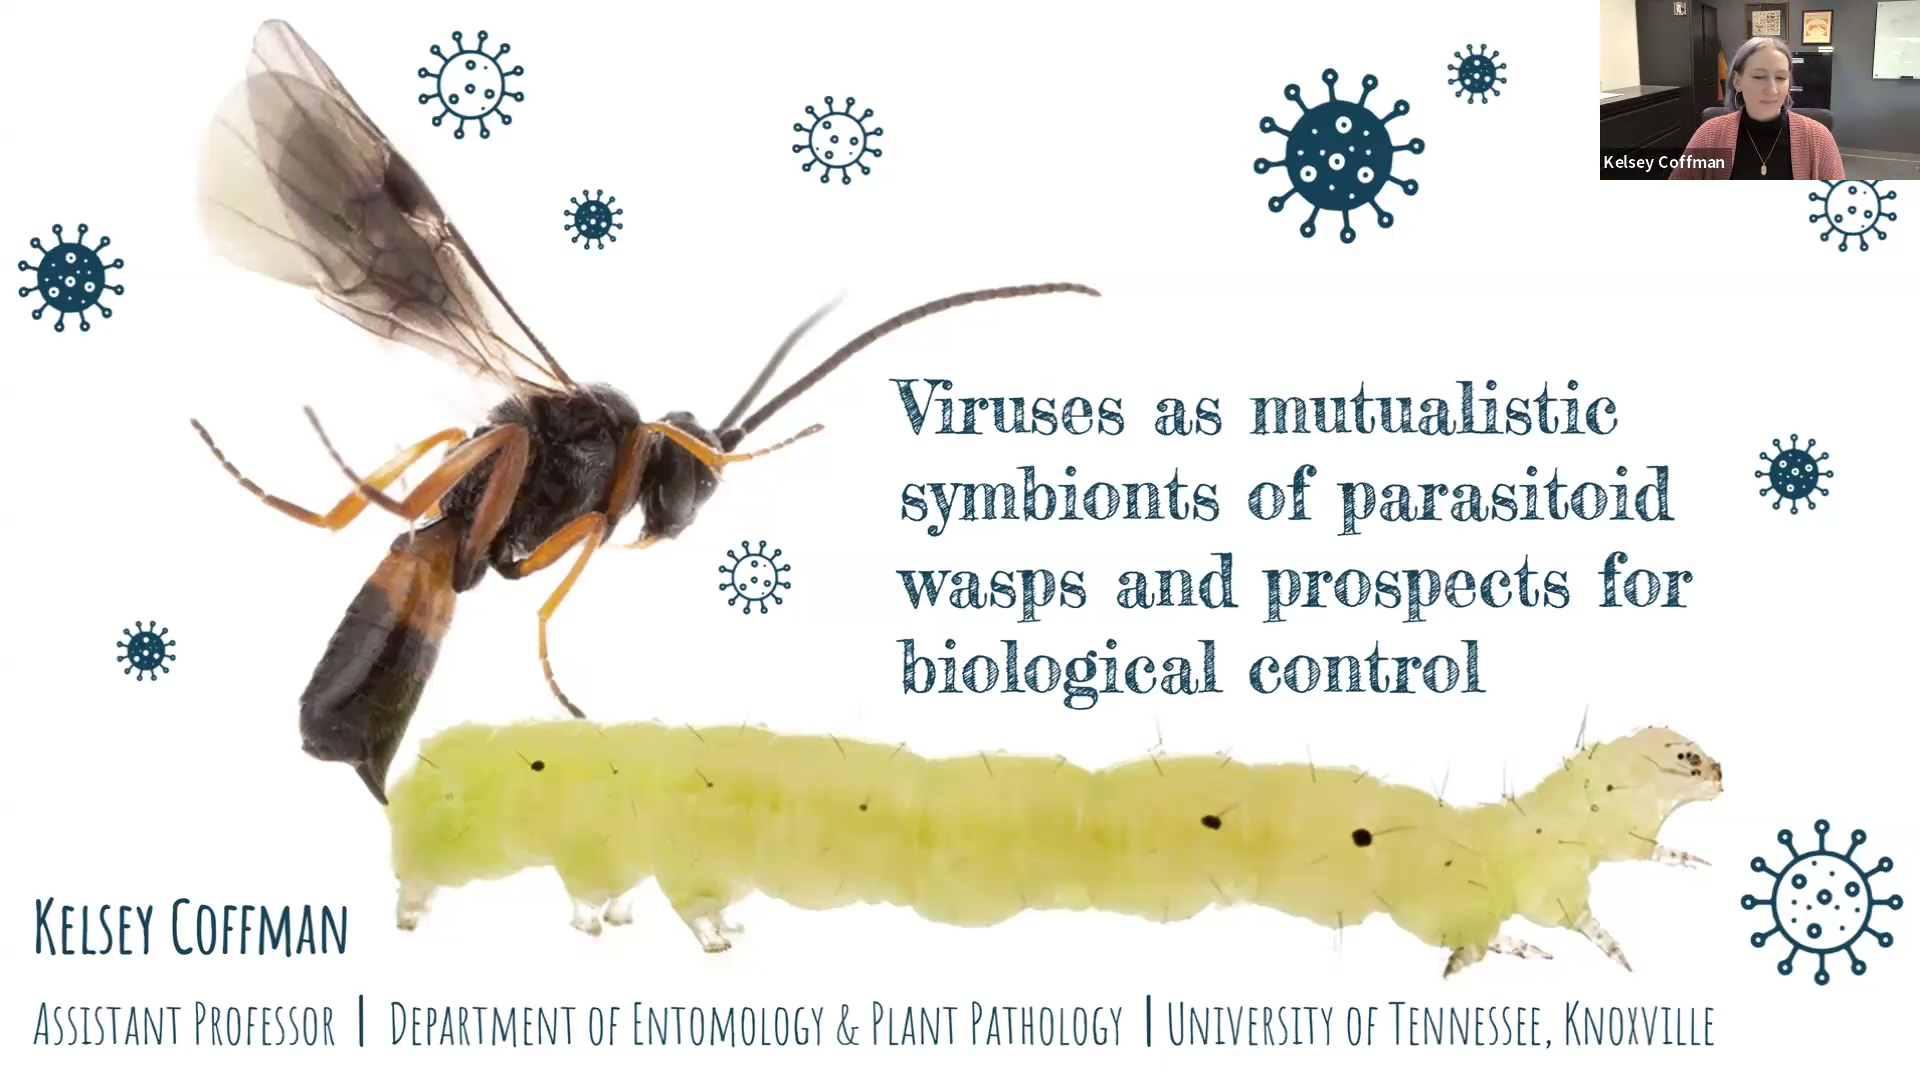 Kelsey Coffman
Viruses as mutualistic
symbionts of parasitoid
wasps and prospects for
biological control
Kelsey Coffman
Assistant Professor | Department of Entomology & Plant Pathology | University of Tennessee, Knoxville